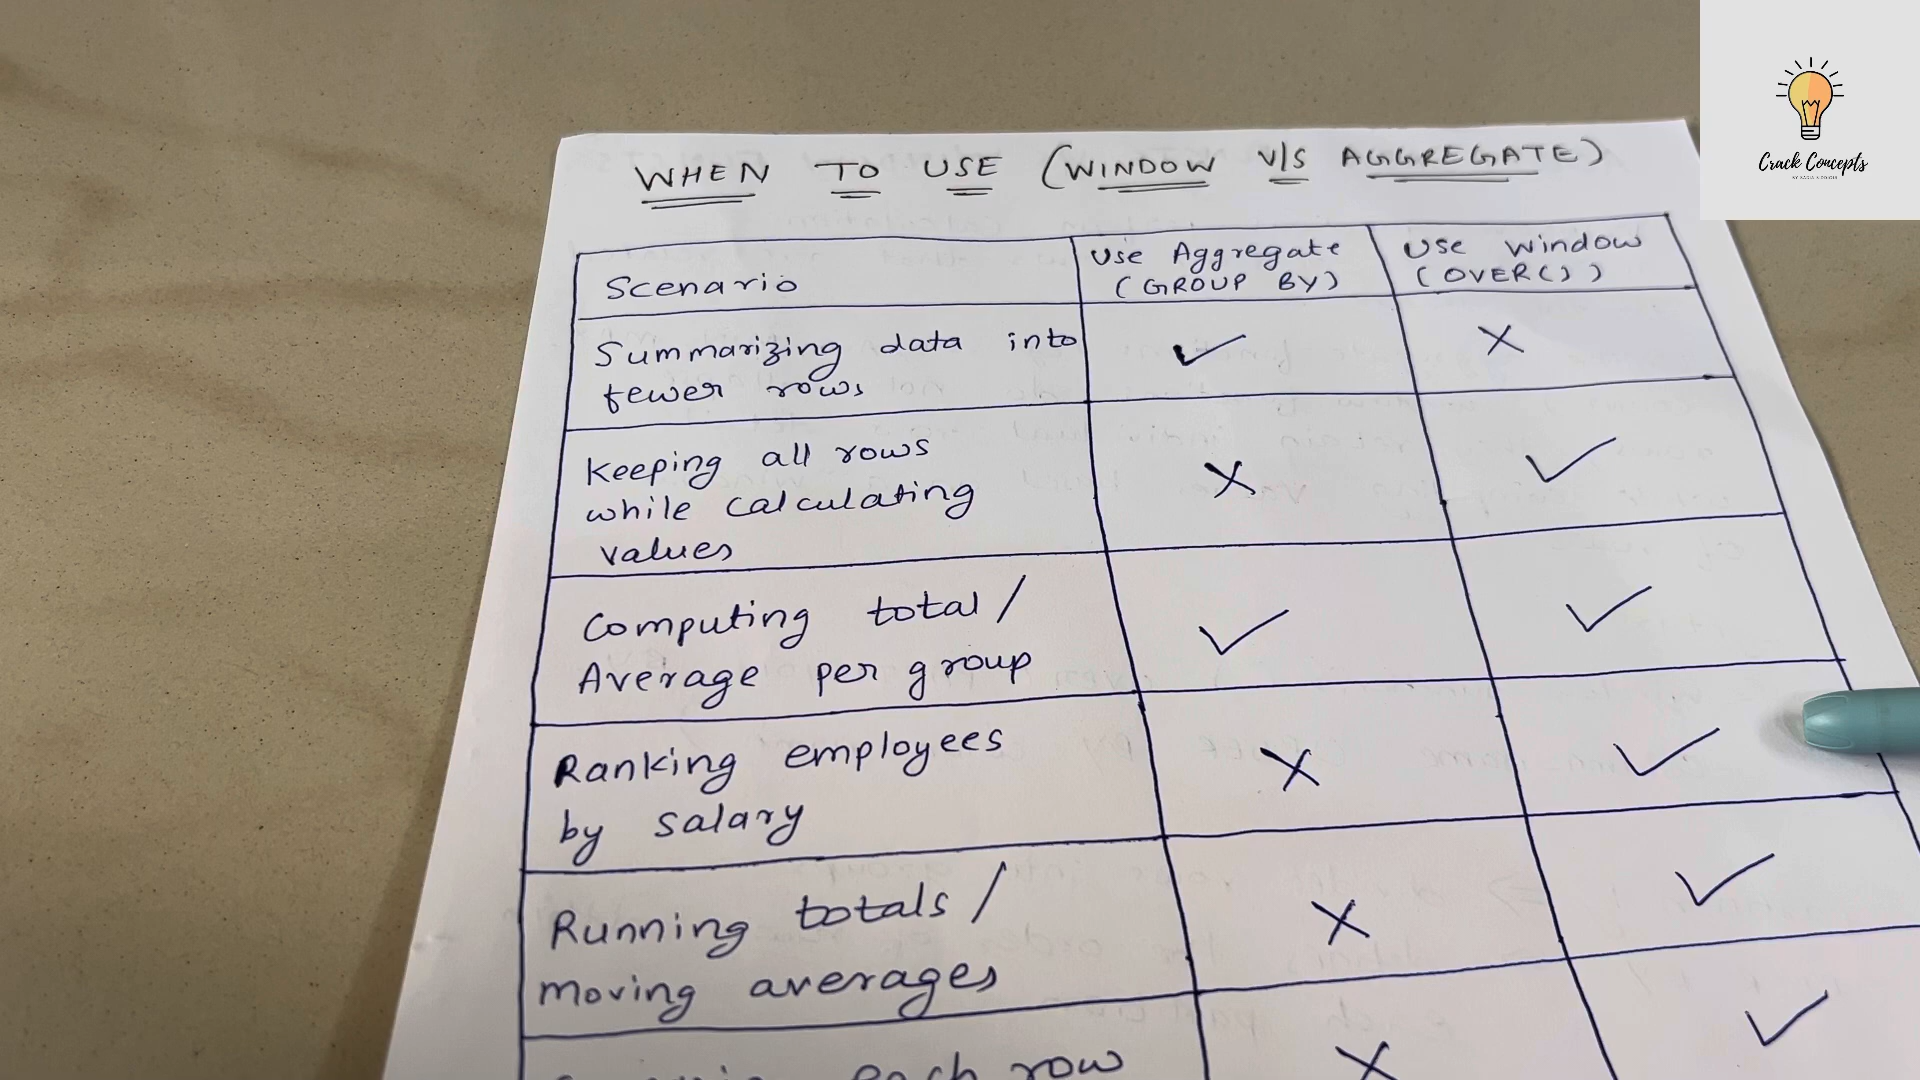 Crack Concepts
WHEN TO USE (WINDOW V/S AGGREGATE)
Scenario
Use Aggregate
(GROUP BY)
Use Window
(OVER())
Summarizing data into
fewer rows
✓
X
Keeping all rows
while calculating
values
X
✓
Computing total/
Average per group
✓
✓
Ranking employees
by salary
X
✓
Running totals/
moving averages
X
✓
each row
X
✓